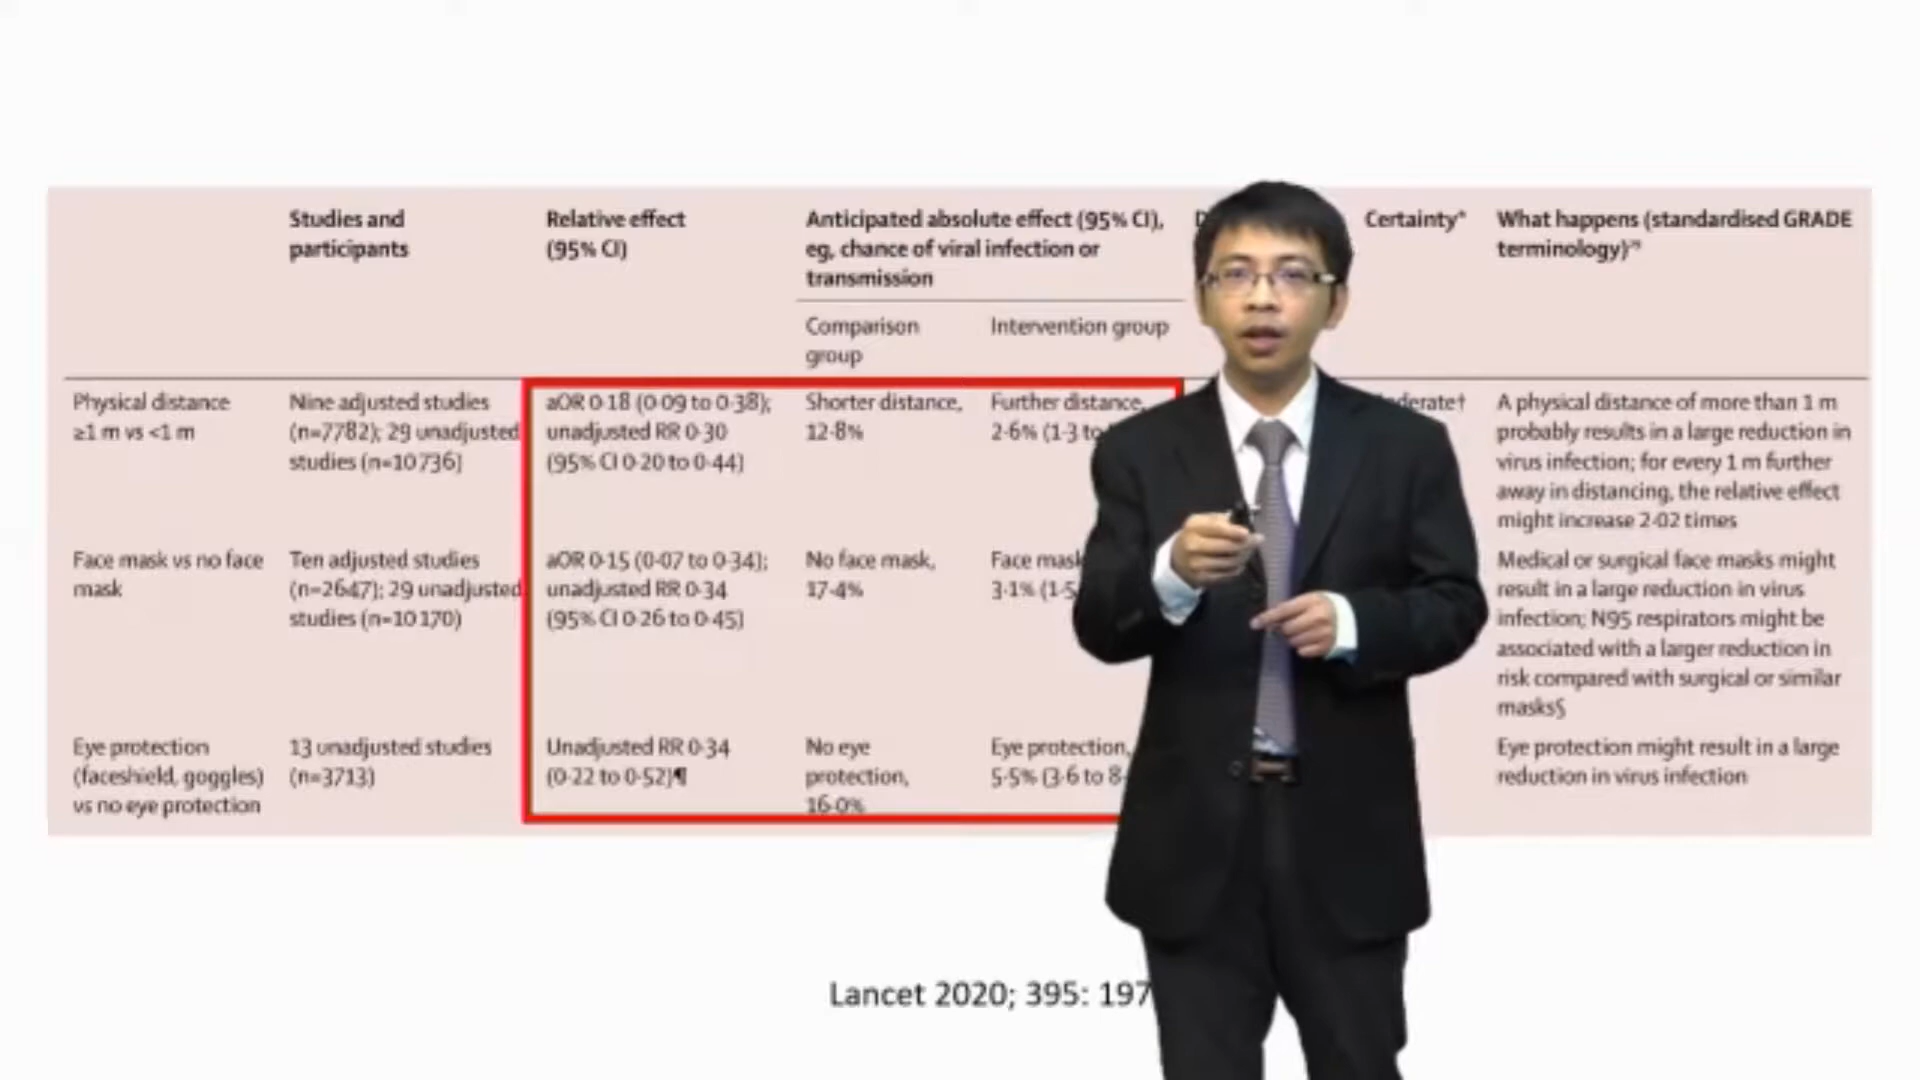 Studies and participants
Relative effect (95% CI)
Anticipated absolute effect (95% CI), eg, chance of viral infection or transmission
Certainty*
What happens (standardised GRADE terminology)
Comparison group
Intervention group
Physical distance
≥1 m vs <1 m
Nine adjusted studies
(n=7782); 29 unadjusted
studies (n=10 736)
aOR 0·18 (0·09 to 0·38);
unadjusted RR 0·30
(95% CI 0·20 to 0·44)
Shorter distance,
12·8%
Further distance,
2·6% (1·3 to
A physical distance of more than 1 m
probably results in a large reduction in
virus infection; for every 1 m further
away in distancing, the relative effect
might increase 2·02 times
Face mask vs no face
mask
Ten adjusted studies
(n=2647); 29 unadjusted
studies (n=10 170)
aOR 0·15 (0·07 to 0·34);
unadjusted RR 0·34
(95% CI 0·26 to 0·45)
No face mask,
17·4%
Face mask
3·1% (1·5
Medical or surgical face masks might
result in a large reduction in virus
infection; N95 respirators might be
associated with a larger reduction in
risk compared with surgical or similar
masks§
Eye protection
(faceshield, goggles)
vs no eye protection
13 unadjusted studies
(n=3713)
Unadjusted RR 0·34
(0·22 to 0·52)¶
No eye
protection,
16·0%
Eye protection,
5·5% (3·6 to 8·
Eye protection might result in a large
reduction in virus infection
Lancet 2020; 395: 197